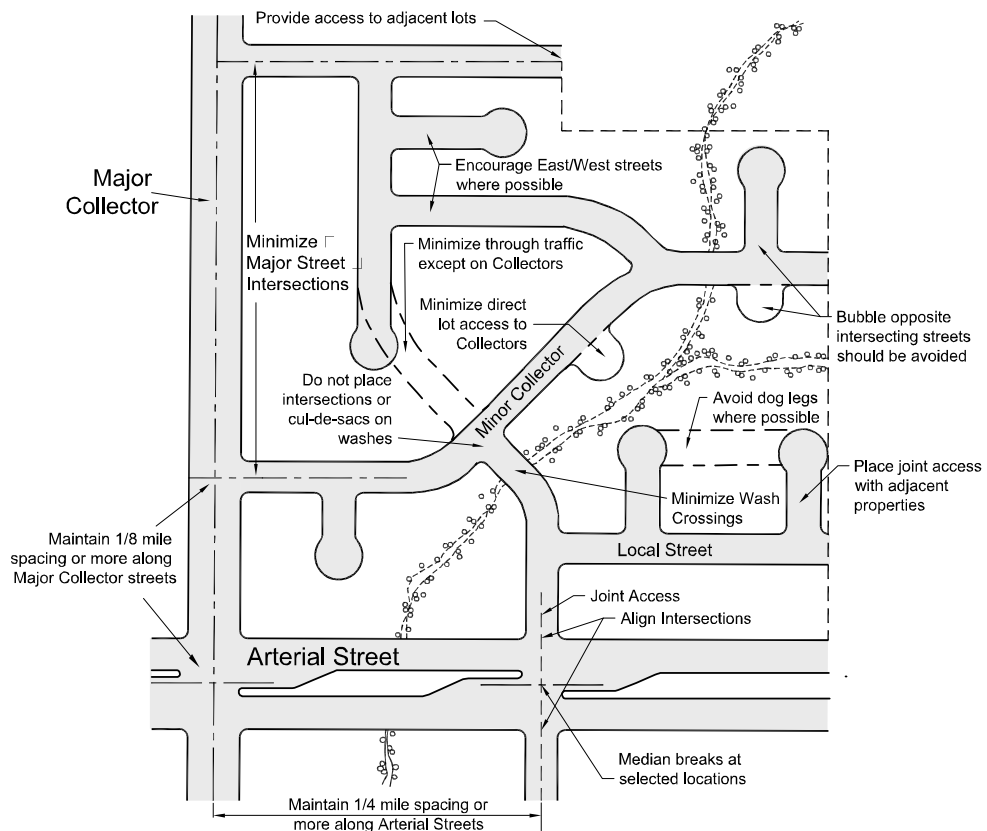 Provide access to adjacent lots
Major
Collector
Encourage East/West streets
where possible
Minimize
Major Street
Intersections
Minimize through traffic
except on Collectors
Minimize direct
lot access to
Collectors
Bubble opposite
intersecting streets
should be avoided
Do not place
intersections or
cul-de-sacs on
washes
Minor Collector
Avoid dog legs
where possible
Place joint access
with adjacent
properties
Minimize Wash
Crossings
Maintain 1/8 mile
spacing or more along
Major Collector streets
Local Street
Joint Access
Align Intersections
Arterial Street
Median breaks at
selected locations
Maintain 1/4 mile spacing or
more along Arterial Streets